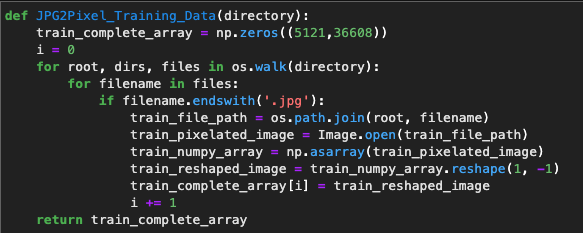 def JPG2Pixel_Training_Data(directory):
    train_complete_array = np.zeros((5121,36608))
    i = 0
    for root, dirs, files in os.walk(directory):
        for filename in files:
            if filename.endswith('.jpg'):
                train_file_path = os.path.join(root, filename)
                train_pixelated_image = Image.open(train_file_path)
                train_numpy_array = np.asarray(train_pixelated_image)
                train_reshaped_image = train_numpy_array.reshape(1, -1)
                train_complete_array[i] = train_reshaped_image
                i += 1
    return train_complete_array